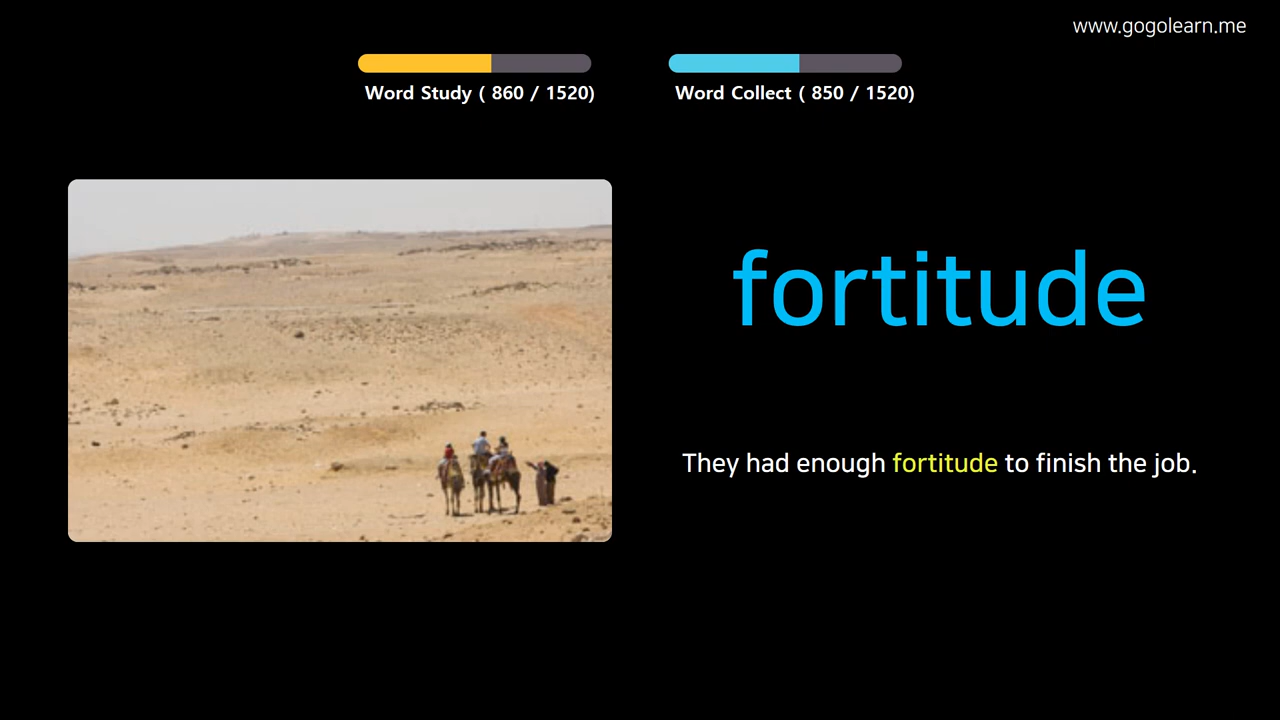 www.gogolearn.me
Word Study ( 860 / 1520)
Word Collect ( 850 / 1520)
fortitude
They had enough fortitude to finish the job.